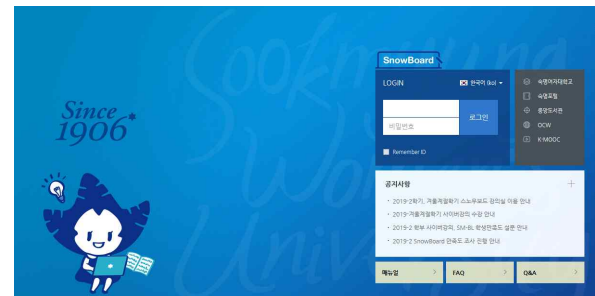 Sookmyung
Women's
University
Since
1906
SnowBoard
LOGIN
한국어 (ko)
비밀번호
로그인
Remember ID
숙명여자대학교
숙명포털
중앙도서관
OCW
K-MOOC
공지사항
2019-2학기, 겨울계절학기 스노우보드 강의실 이용 안내
2019-겨울계절학기 사이버강의 수강 안내
2019-2 학부 사이버강의, SM-BL 학생만족도 설문 안내
2019-2 SnowBoard 만족도 조사 진행 안내
매뉴얼
FAQ
Q&A